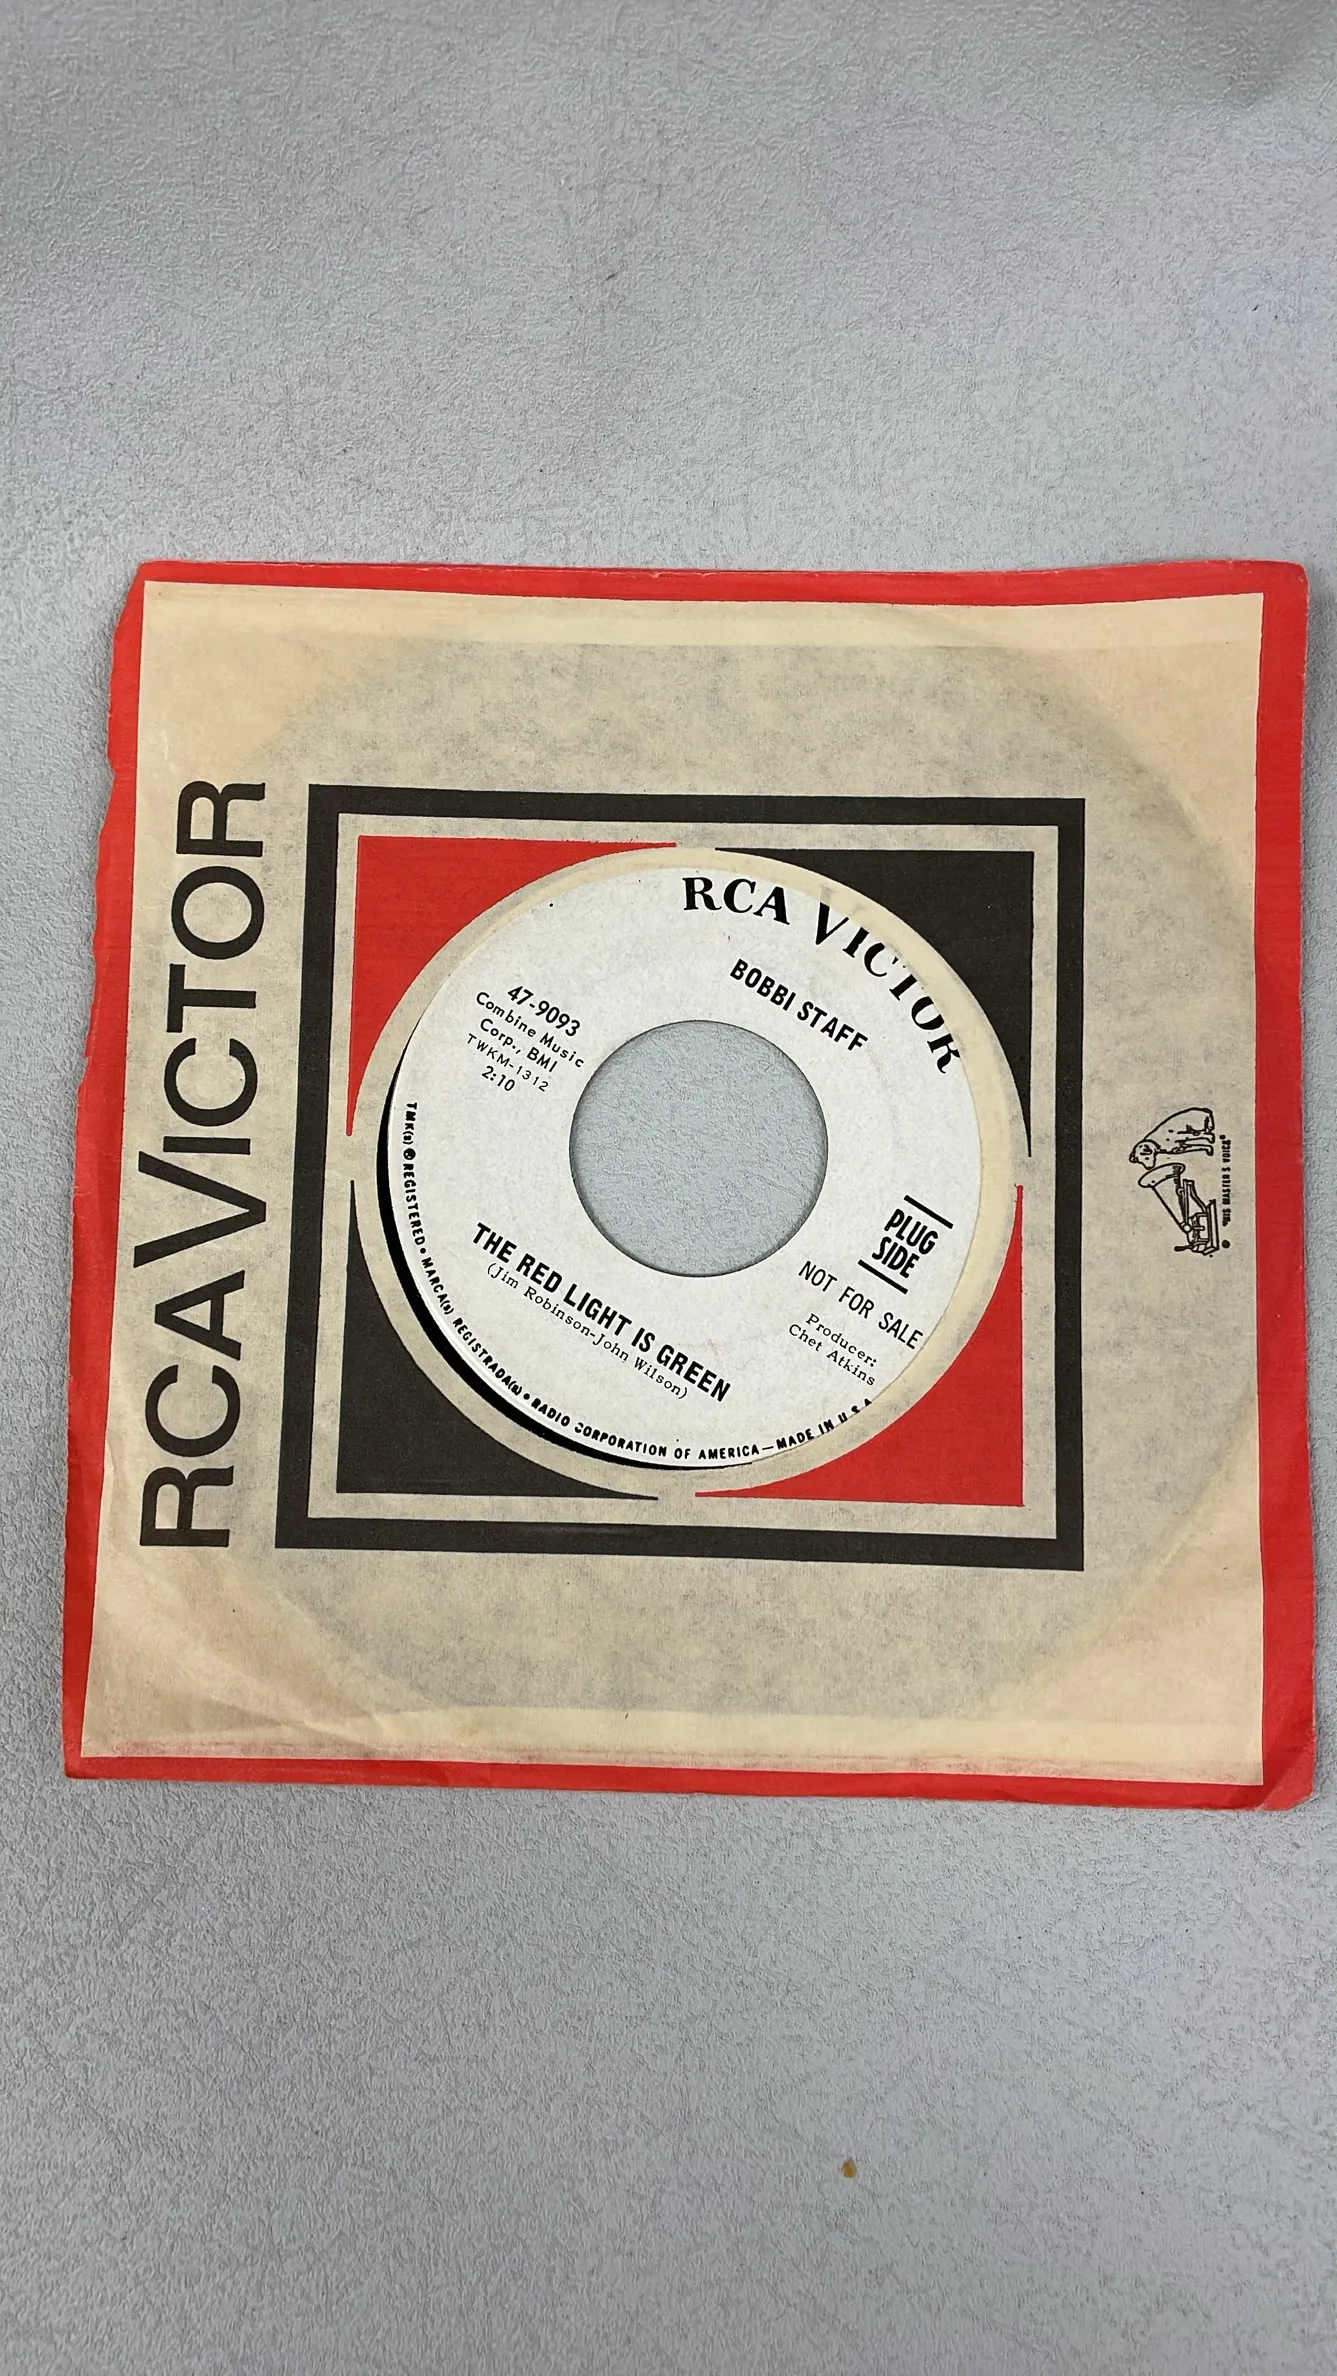 RCA VICTOR
RCA VICTOR
BOBBI STAFF
47-9093
Combine Music
Corp., BMI
TWKM-1312
2:10
PLUG
SIDE
NOT FOR SALE
Producer:
Chet Atkins
THE RED LIGHT IS GREEN
(Jim Robinson-John Wilson)
TMK(s) ® REGISTERED • MARCA(s) REGISTRADA(s) • RADIO CORPORATION OF AMERICA—MADE IN U.S.A
"HIS MASTER'S VOICE"
®